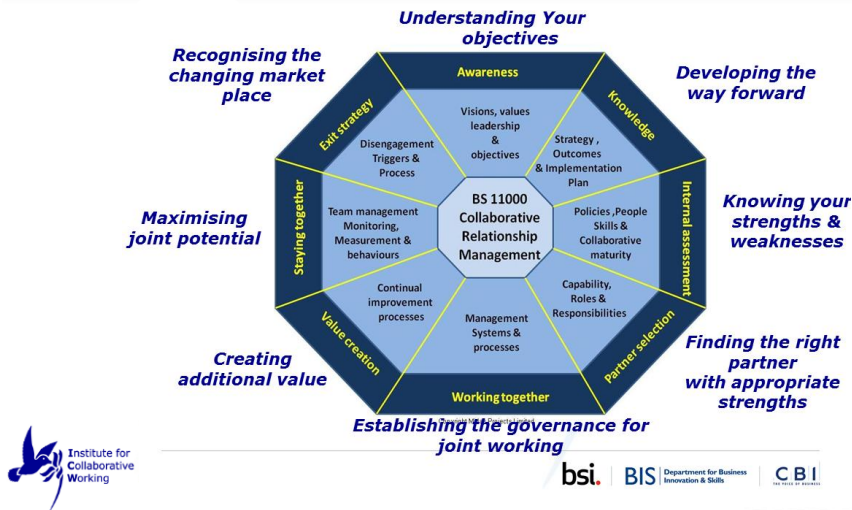 Understanding Your
objectives
Recognising the
changing market
place
Developing the
way forward
Awareness
Exit strategy
Knowledge
Visions, values
leadership
&
objectives
Disengagement
Triggers &
Process
Strategy ,
Outcomes
& Implementation
Plan
BS 11000
Collaborative
Relationship
Management
Maximising
joint potential
Staying together
Team management
Monitoring,
Measurement &
behaviours
Policies ,People
Skills &
Collaborative
maturity
Internal assessment
Knowing your
strengths &
weaknesses
Continual
improvement
processes
Management
Systems &
processes
Capability,
Roles &
Responsibilities
Creating
additional value
Value creation
Working together
Partner selection
Finding the right
partner
with appropriate
strengths
Establishing the governance for
joint working
Institute for
Collaborative
Working
bsi.
BIS
Department for Business
Innovation & Skills
CBI
THE VOICE OF BUSINESS